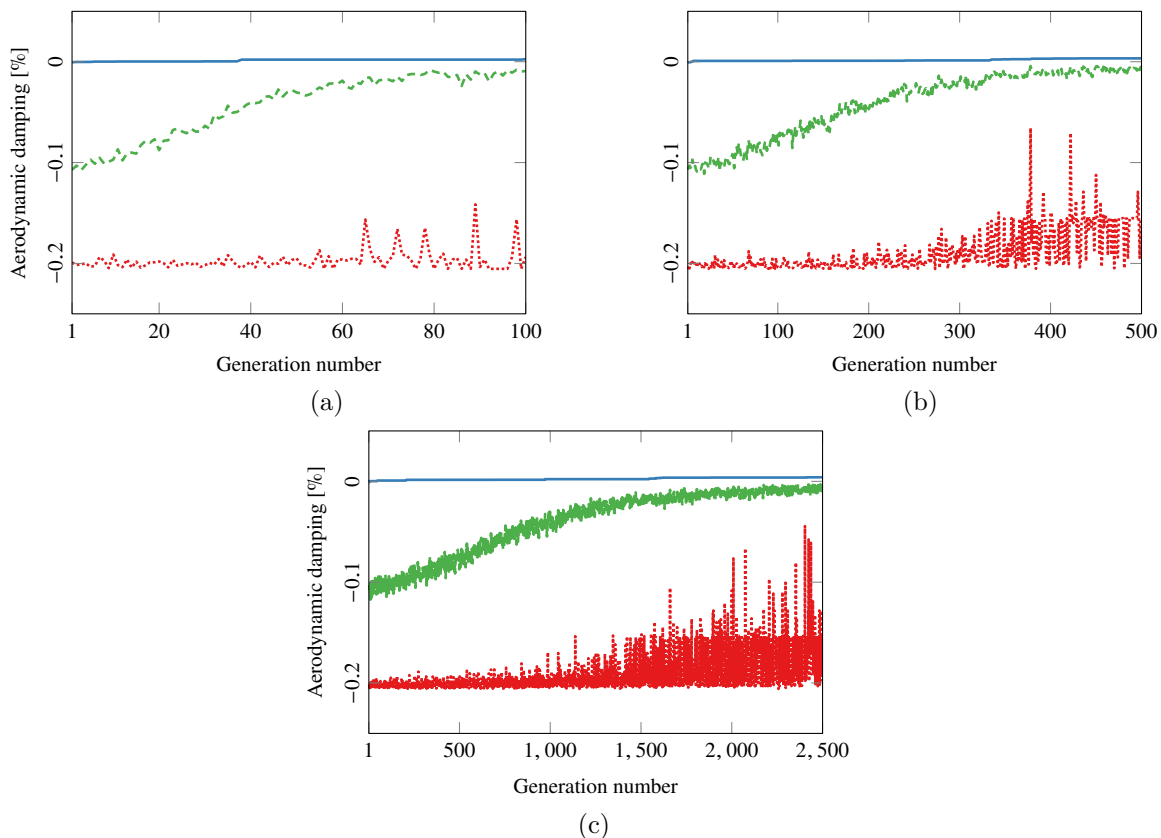 0
−0.1
−0.2
Aerodynamic damping [%]
1 20 40 60 80 100
Generation number
(a)
0
−0.1
−0.2
Aerodynamic damping [%]
1 100 200 300 400 500
Generation number
(b)
0
−0.1
−0.2
Aerodynamic damping [%]
1 500 1,000 1,500 2,000 2,500
Generation number
(c)